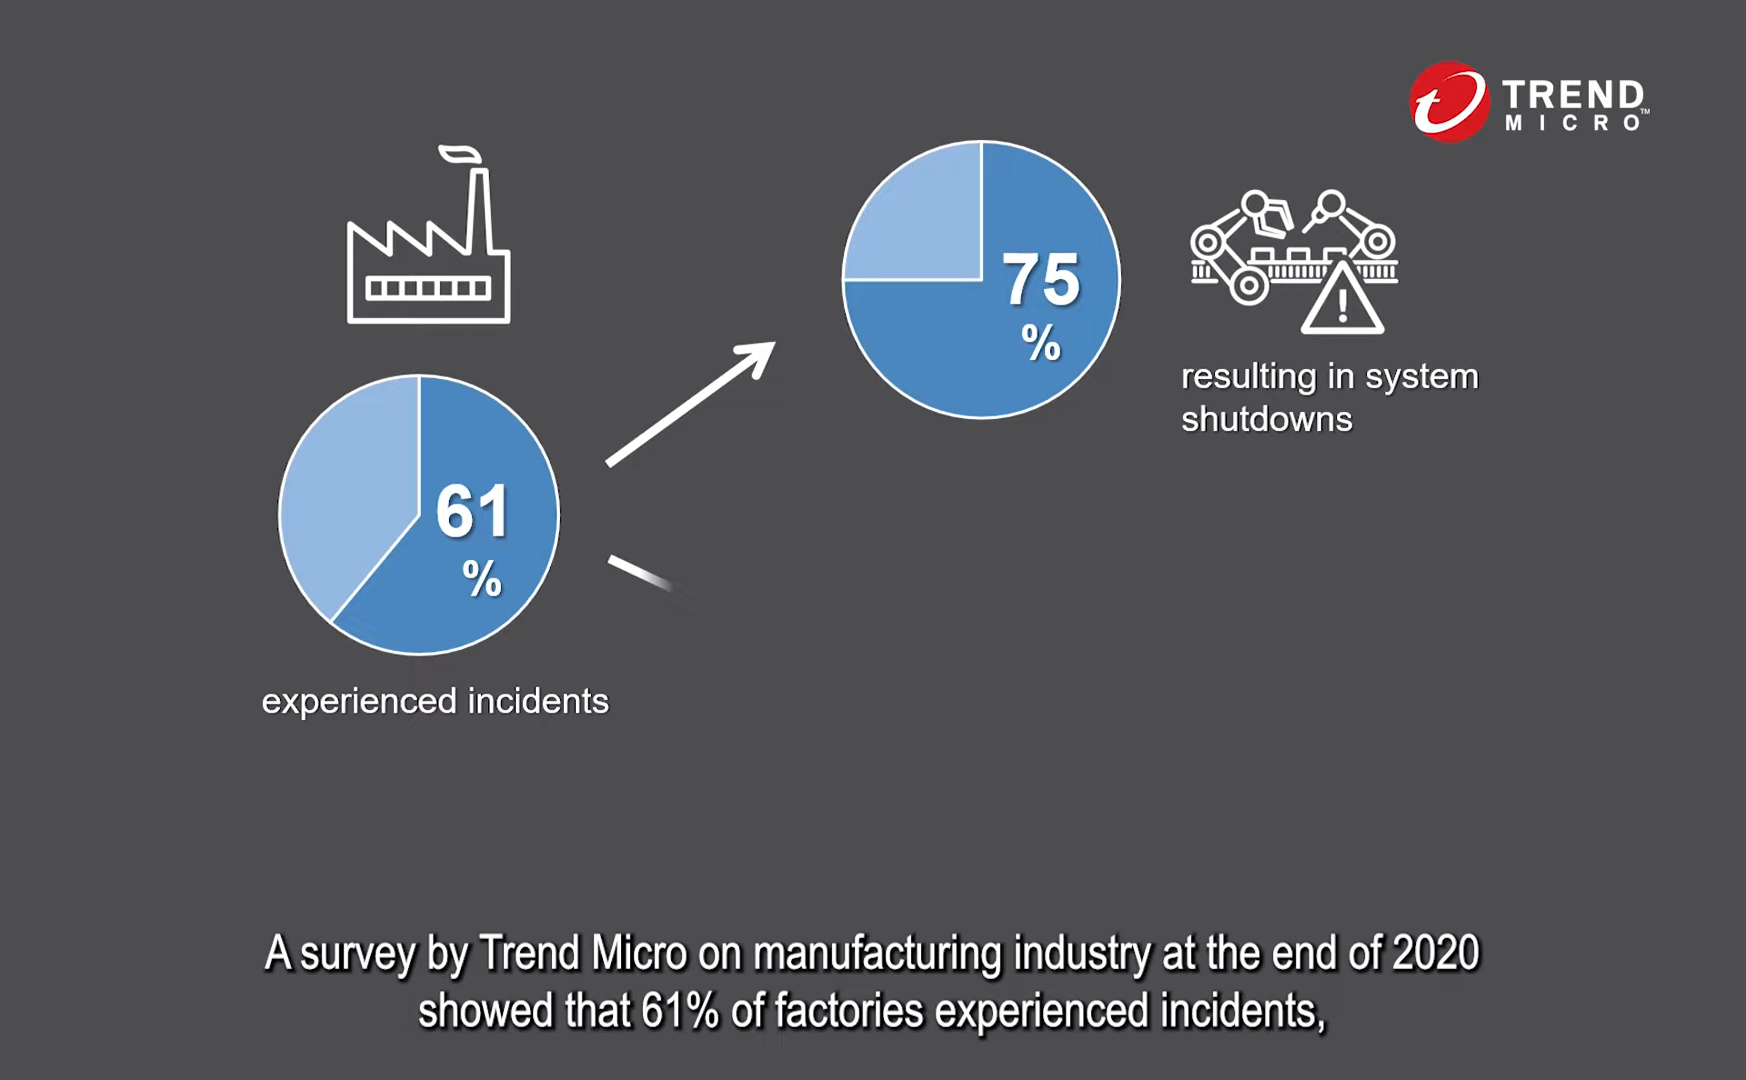 TREND
MICRO™
75
%
resulting in system
shutdowns
61
%
experienced incidents
A survey by Trend Micro on manufacturing industry at the end of 2020
showed that 61% of factories experienced incidents,